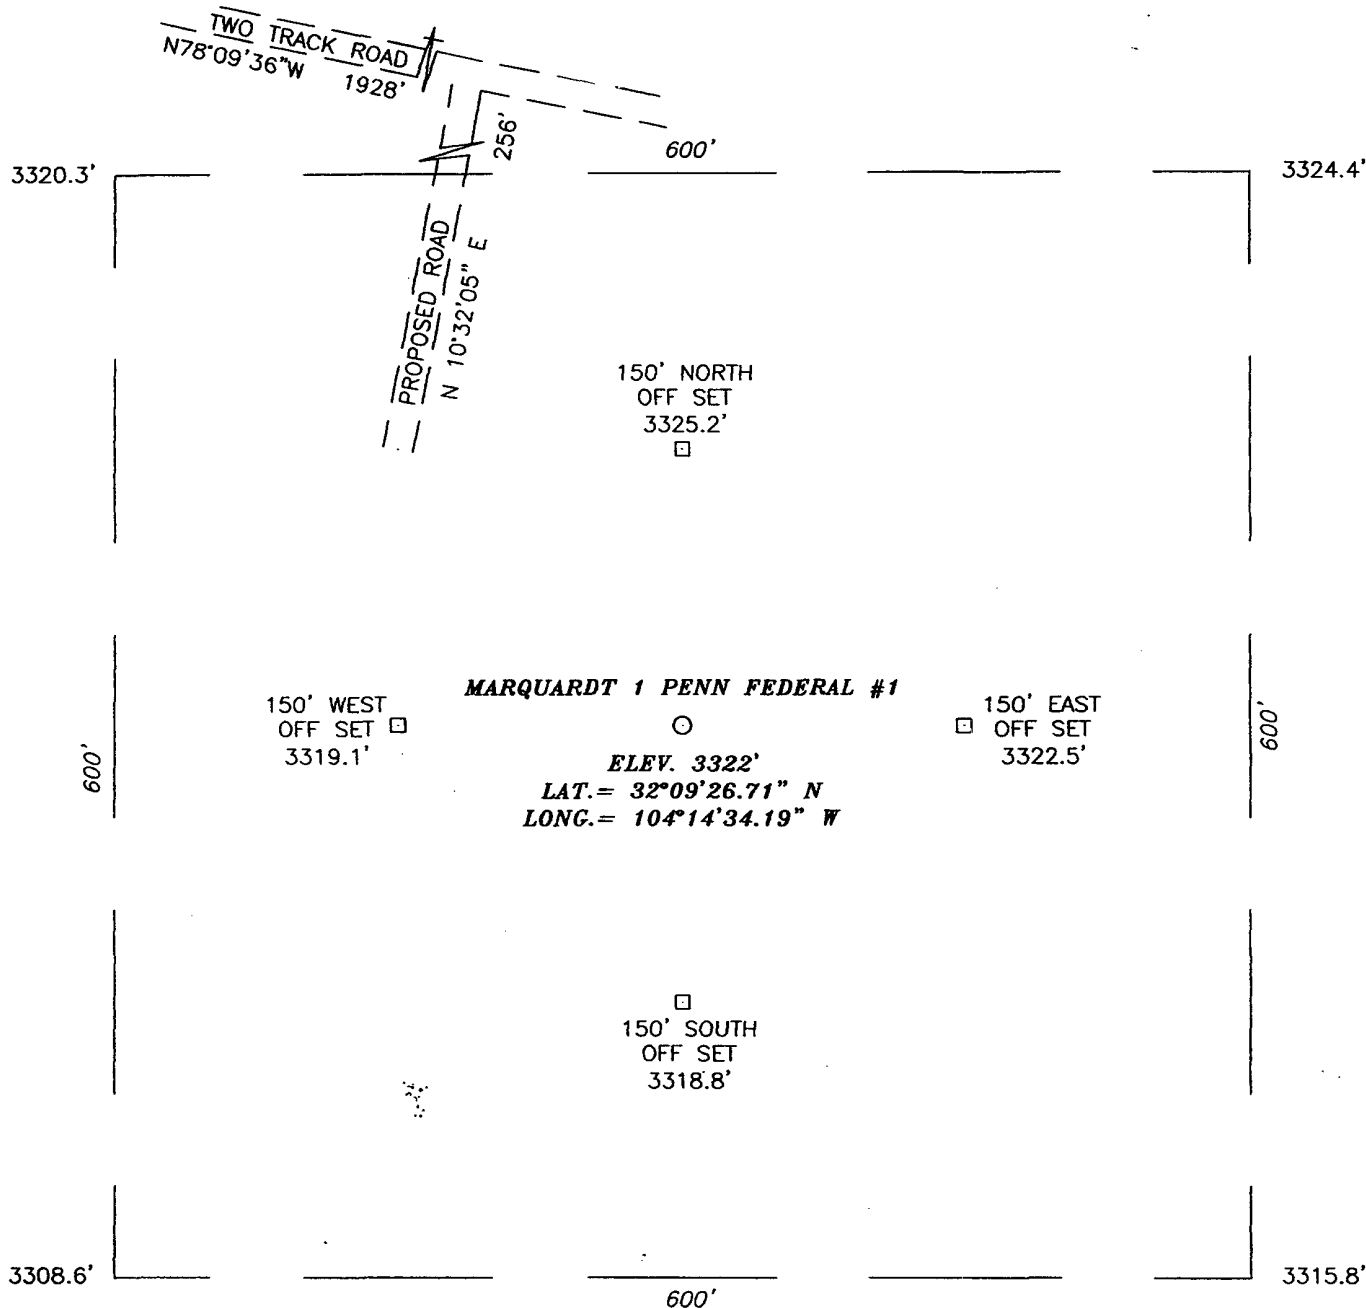 TWO TRACK ROAD
N78°09'36"W 1928'
256'
600'
3320.3'
3324.4'
PROPOSED ROAD
N 10°32'05" E
150' NORTH
OFF SET
3325.2'
MARQUARDT 1 PENN FEDERAL #1
150' WEST
OFF SET
3319.1'
150' EAST
OFF SET
3322.5'
600'
600'
ELEV. 3322'
LAT.= 32°09'26.71" N
LONG.= 104°14'34.19" W
150' SOUTH
OFF SET
3318.8'
3308.6'
3315.8'
600'